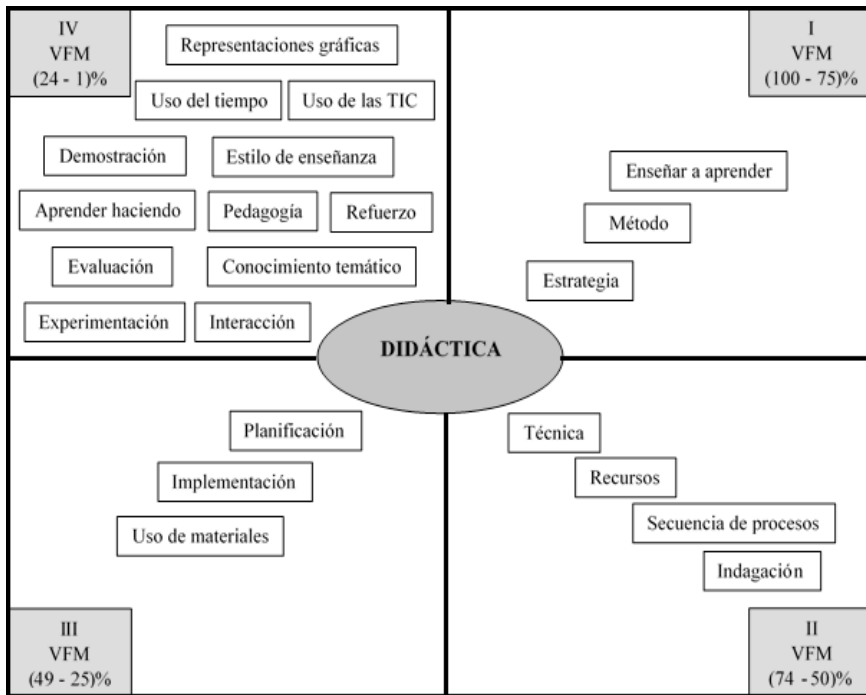 IV
VFM
(24 - 1)%
Representaciones gráficas
Uso del tiempo
Uso de las TIC
Demostración
Estilo de enseñanza
Aprender haciendo
Pedagogía
Refuerzo
Evaluación
Conocimiento temático
Experimentación
Interacción
I
VFM
(100 - 75)%
Enseñar a aprender
Método
Estrategia
DIDÁCTICA
Planificación
Implementación
Uso de materiales
III
VFM
(49 - 25)%
Técnica
Recursos
Secuencia de procesos
Indagación
II
VFM
(74 - 50)%